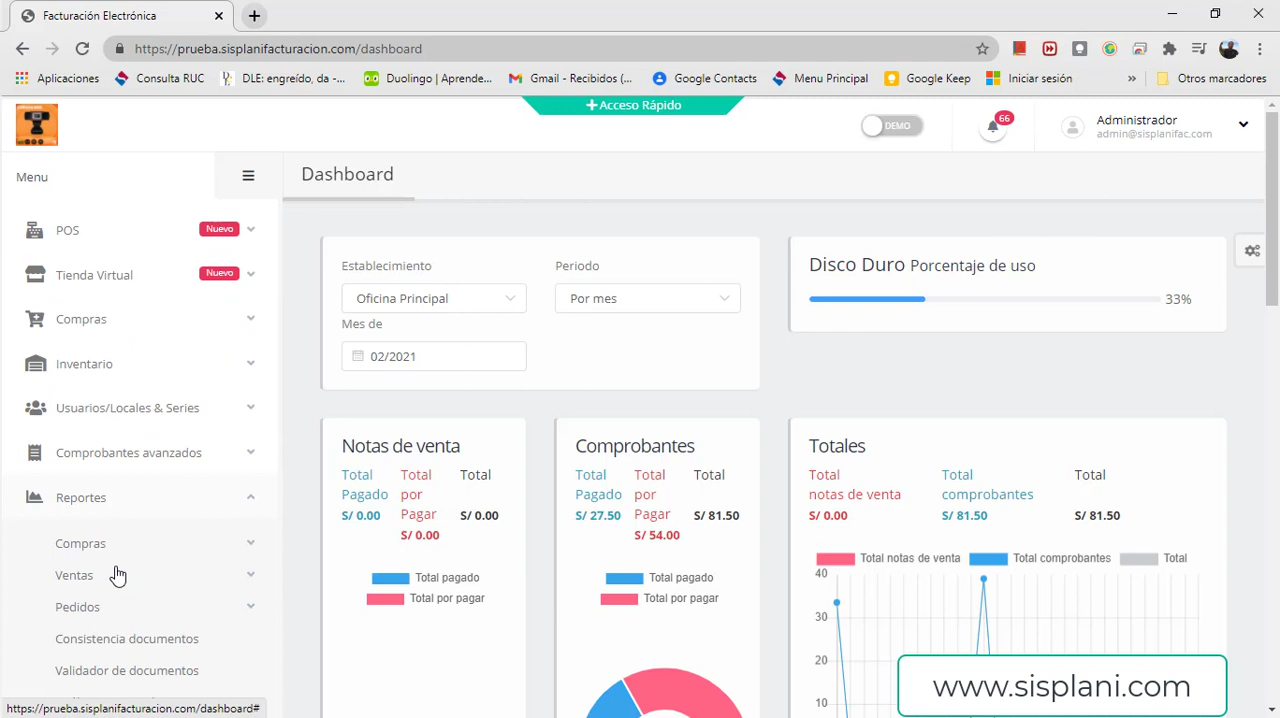 Facturación Electrónica
https://prueba.sisplanifacturacion.com/dashboard
Aplicaciones
Consulta RUC
DLE: engreído, da -...
Duolingo | Aprende...
Gmail - Recibidos (...
Google Contacts
Menu Principal
Google Keep
Iniciar sesión
»
Otros marcadores
+Acceso Rápido
DEMO
66
Administrador
admin@sisplanifac.com
Menu
Dashboard
POS
Nuevo
Tienda Virtual
Nuevo
Compras
Inventario
Usuarios/Locales & Series
Comprobantes avanzados
Reportes
Compras
Ventas
Pedidos
Consistencia documentos
Validador de documentos
https://prueba.sisplanifacturacion.com/dashboard#
Establecimiento
Periodo
Oficina Principal
Por mes
Mes de
02/2021
Disco Duro Porcentaje de uso
33%
Notas de venta
Total Pagado
S/ 0.00
Total por Pagar
S/ 0.00
Total
S/ 0.00
Total pagado
Total por pagar
Comprobantes
Total Pagado
S/ 27.50
Total por Pagar
S/ 54.00
Total
S/ 81.50
Total pagado
Total por pagar
Totales
Total notas de venta
S/ 0.00
Total comprobantes
S/ 81.50
Total
S/ 81.50
Total notas de venta
Total comprobantes
Total
40
30
20
10
www.sisplani.com